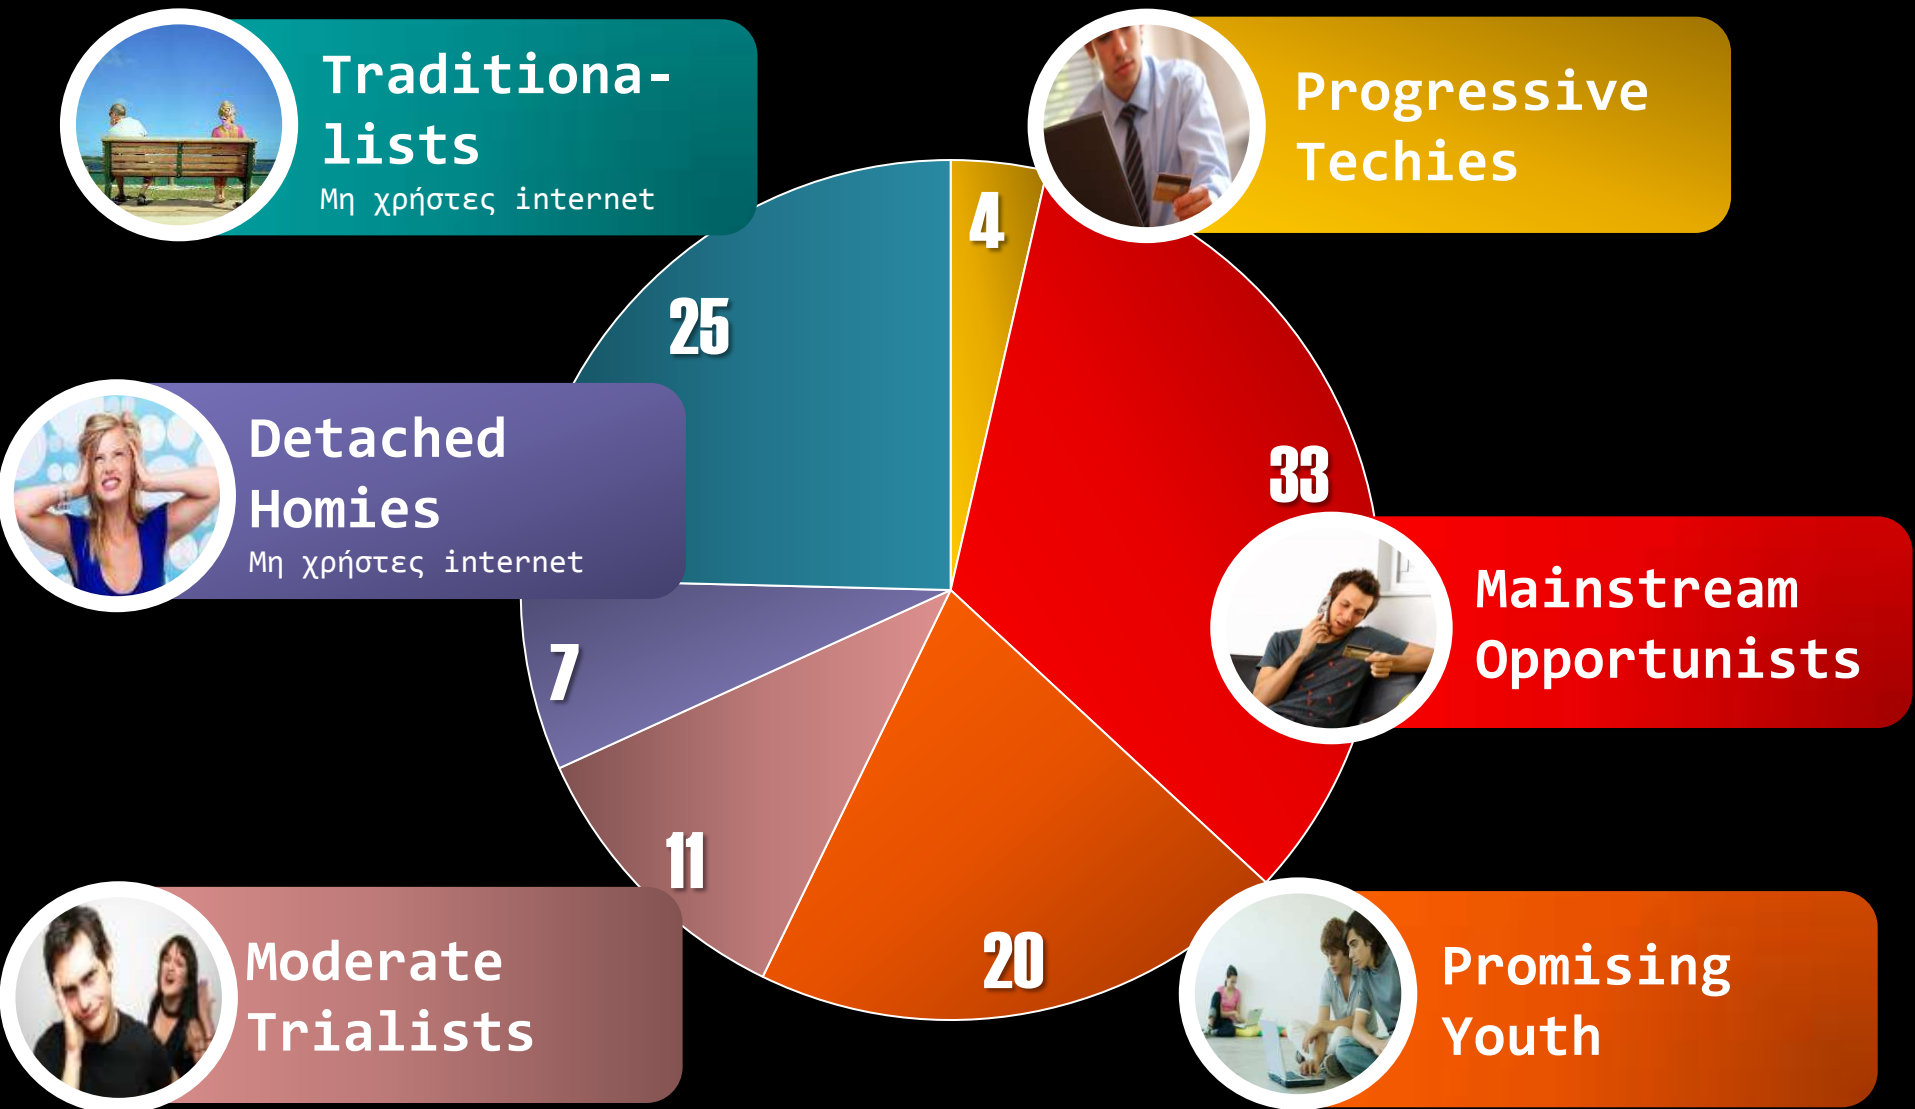 Traditiona-
lists
Μη χρήστες internet
Progressive
Techies
4
25
33
Detached
Homies
Μη χρήστες internet
Mainstream
Opportunists
7
11
20
Moderate
Trialists
Promising
Youth